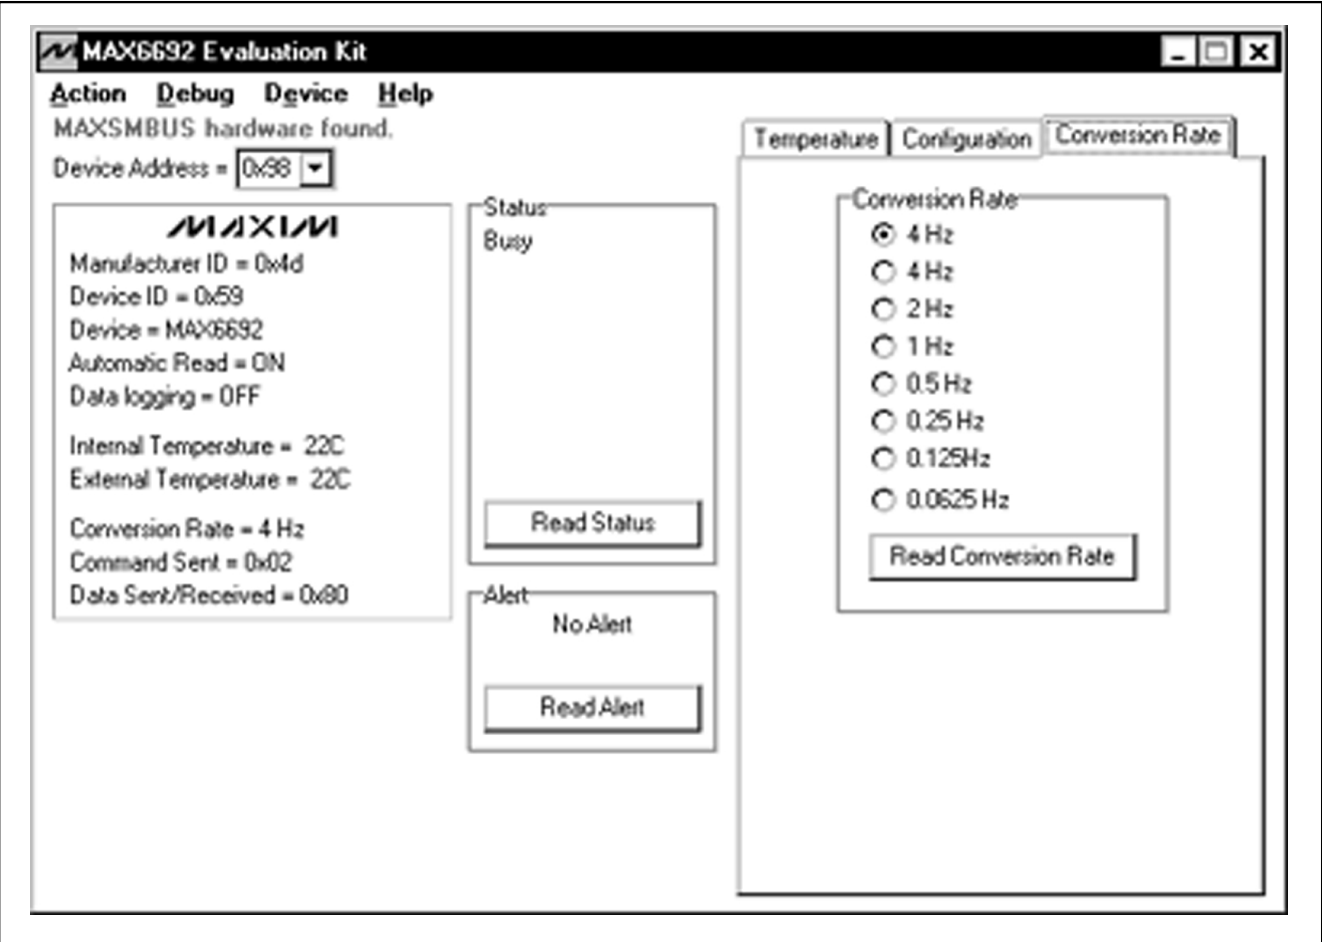 MAX6692 Evaluation Kit
Action Debug Device Help
MAXSMBUS hardware found.
Device Address = 0x98
MAXIM
Manufacturer ID = 0x4d
Device ID = 0x59
Device = MAX6692
Automatic Read = ON
Data logging = OFF
Internal Temperature = 22C
External Temperature = 22C
Conversion Rate = 4 Hz
Command Sent = 0x02
Data Sent/Received = 0x80
Status
Busy
Read Status
Alert
No Alert
Read Alert
Temperature Configuration Conversion Rate
Conversion Rate
4 Hz
4 Hz
2 Hz
1 Hz
0.5 Hz
0.25 Hz
0.125Hz
0.0625 Hz
Read Conversion Rate